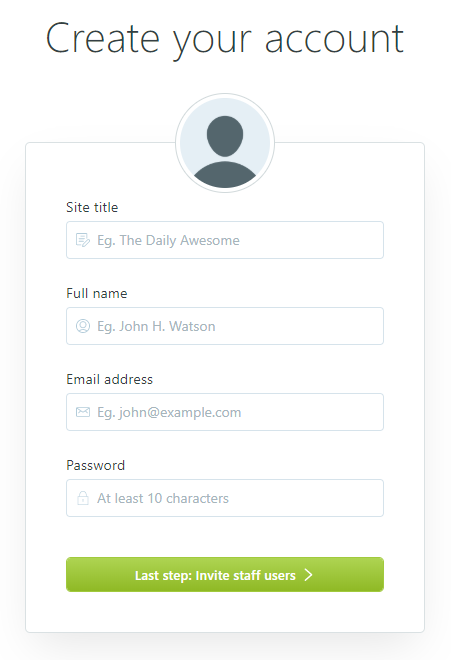 Create your account
Site title
Eg. The Daily Awesome
Full name
Eg. John H. Watson
Email address
Eg. john@example.com
Password
At least 10 characters
Last step: Invite staff users